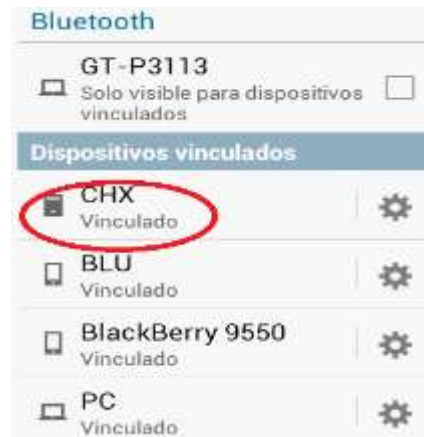 Bluetooth
GT-P3113
Solo visible para dispositivos
vinculados
Dispositivos vinculados
CHX
Vinculado
BLU
Vinculado
BlackBerry 9550
Vinculado
PC
Vinculado